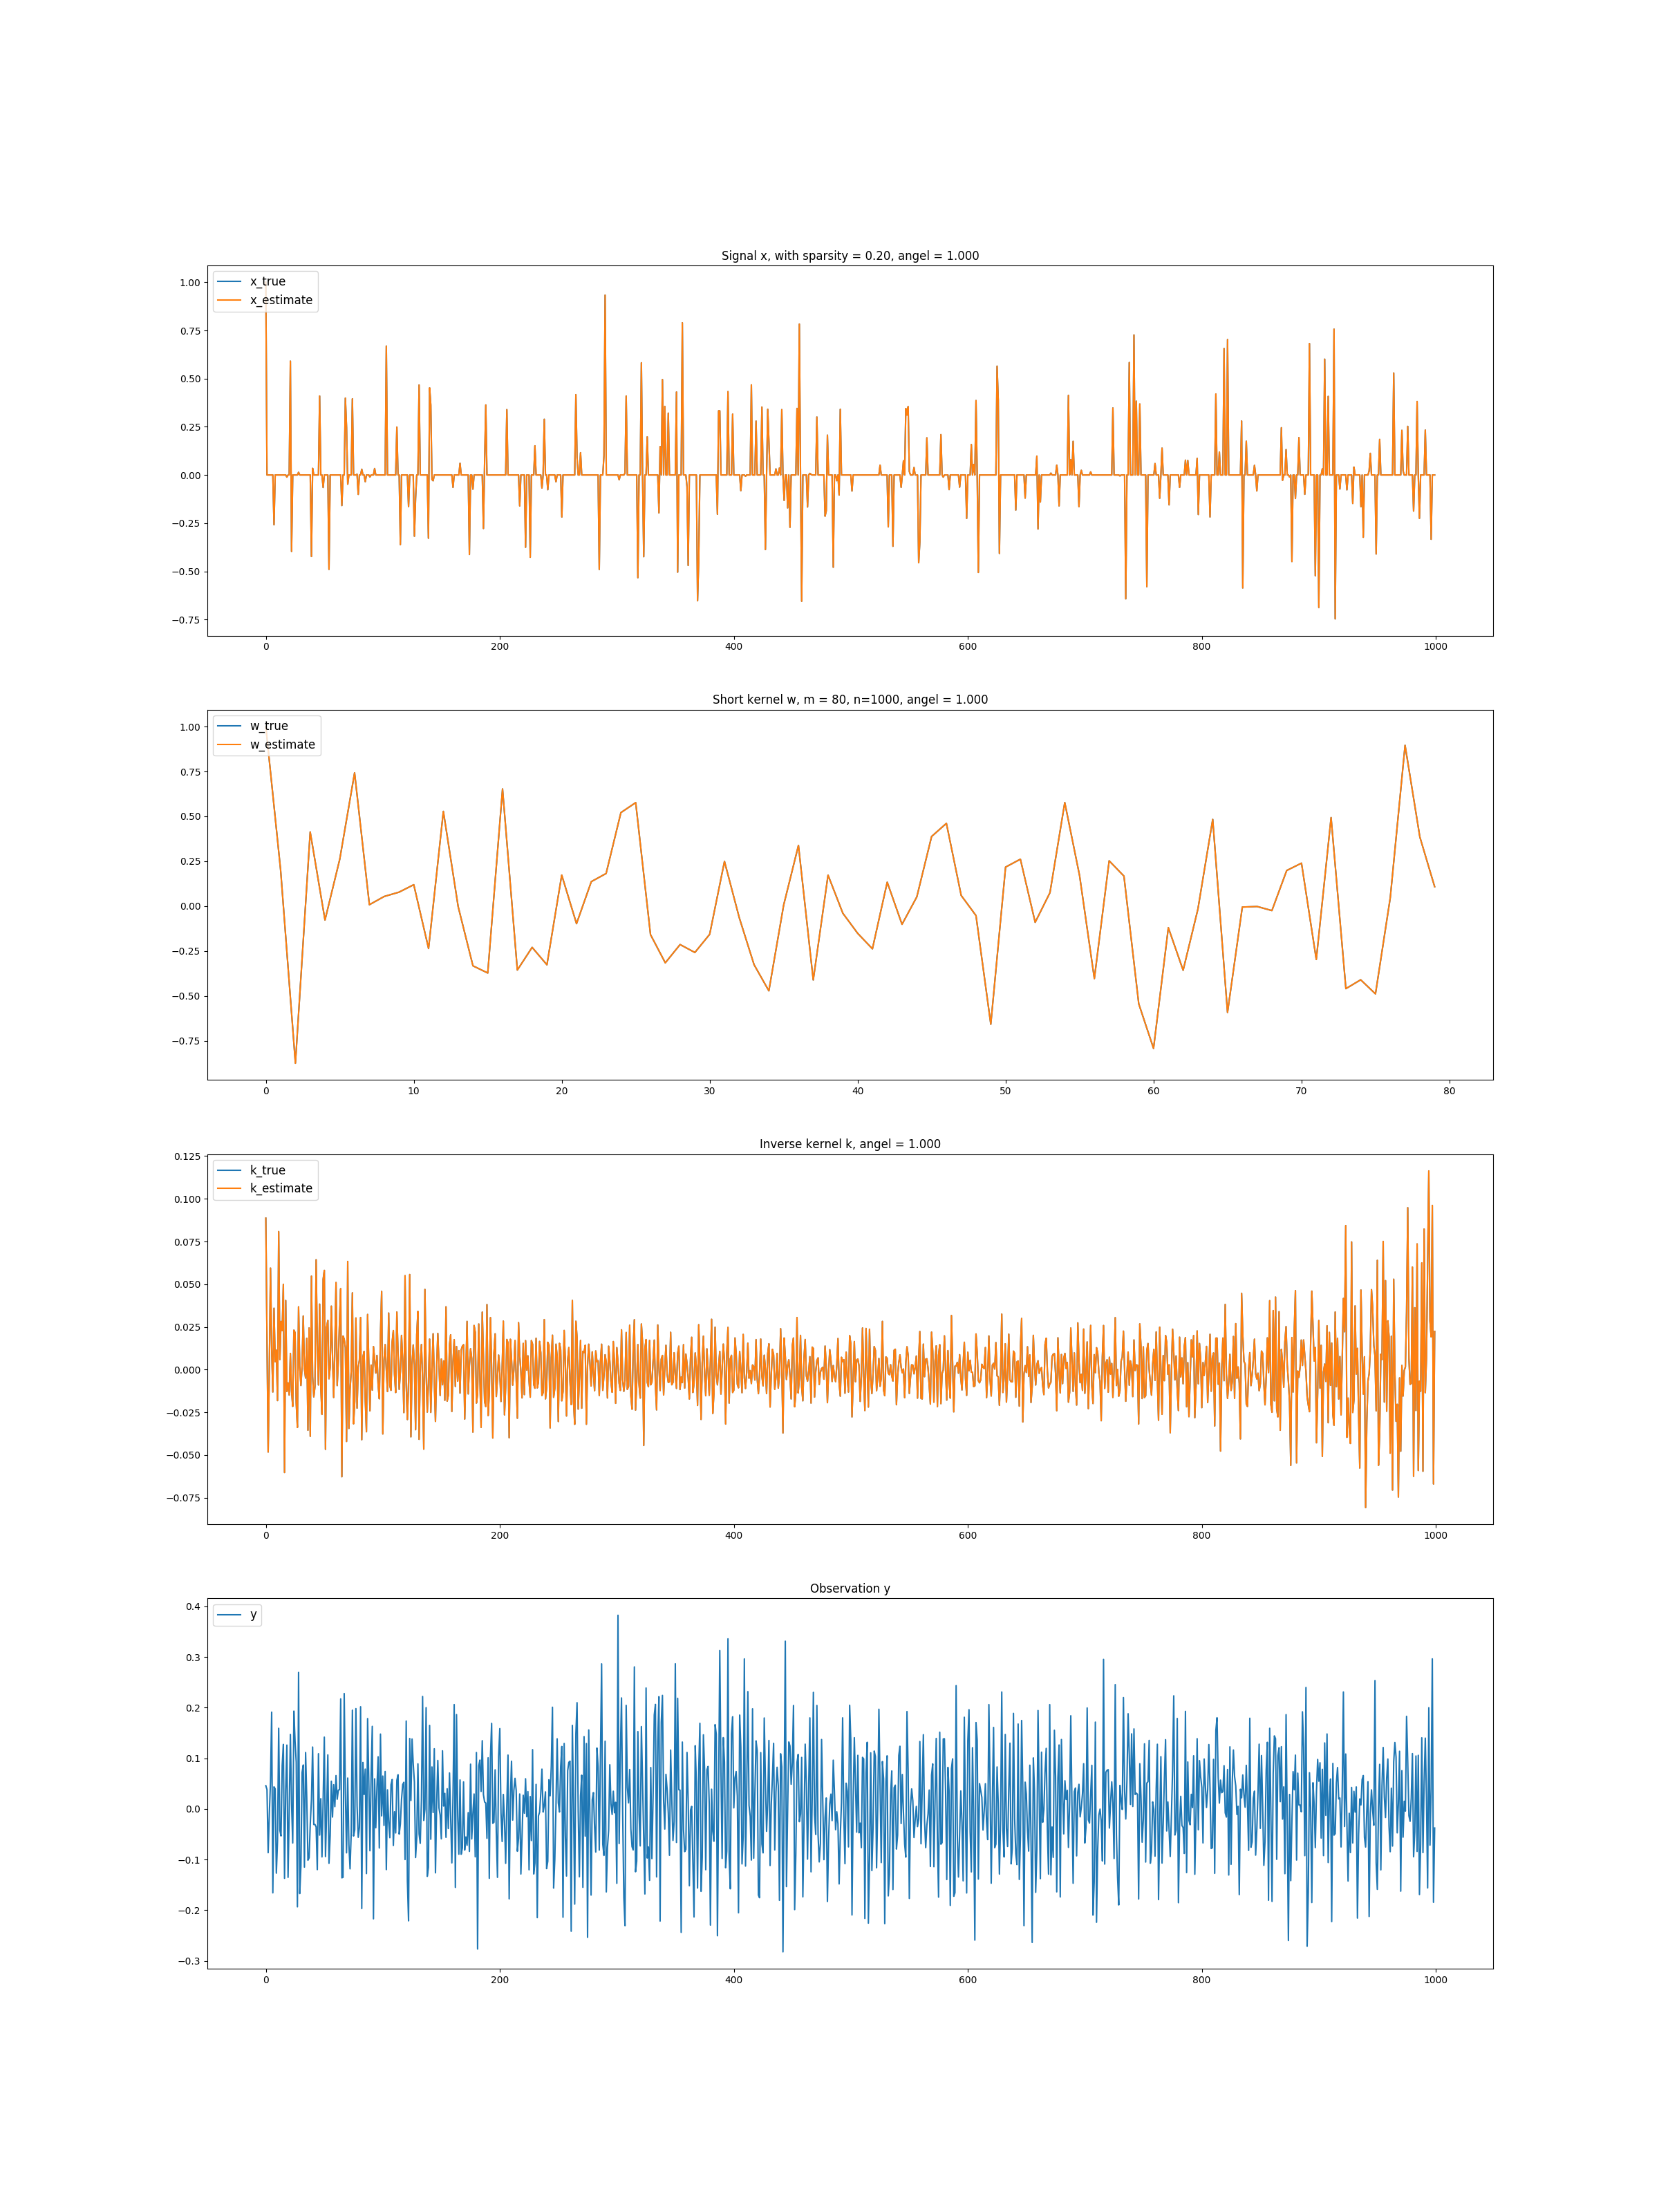 Signal x, with sparsity = 0.20, angel = 1.000
x_true
x_estimate
1.00
0.75
0.50
0.25
0.00
−0.25
−0.50
−0.75
0 200 400 600 800 1000
Short kernel w, m = 80, n=1000, angel = 1.000
w_true
w_estimate
1.00
0.75
0.50
0.25
0.00
−0.25
−0.50
−0.75
0 10 20 30 40 50 60 70 80
Inverse kernel k, angel = 1.000
k_true
k_estimate
0.125
0.100
0.075
0.050
0.025
0.000
−0.025
−0.050
−0.075
0 200 400 600 800 1000
Observation y
y
0.4
0.3
0.2
0.1
0.0
−0.1
−0.2
−0.3
0 200 400 600 800 1000